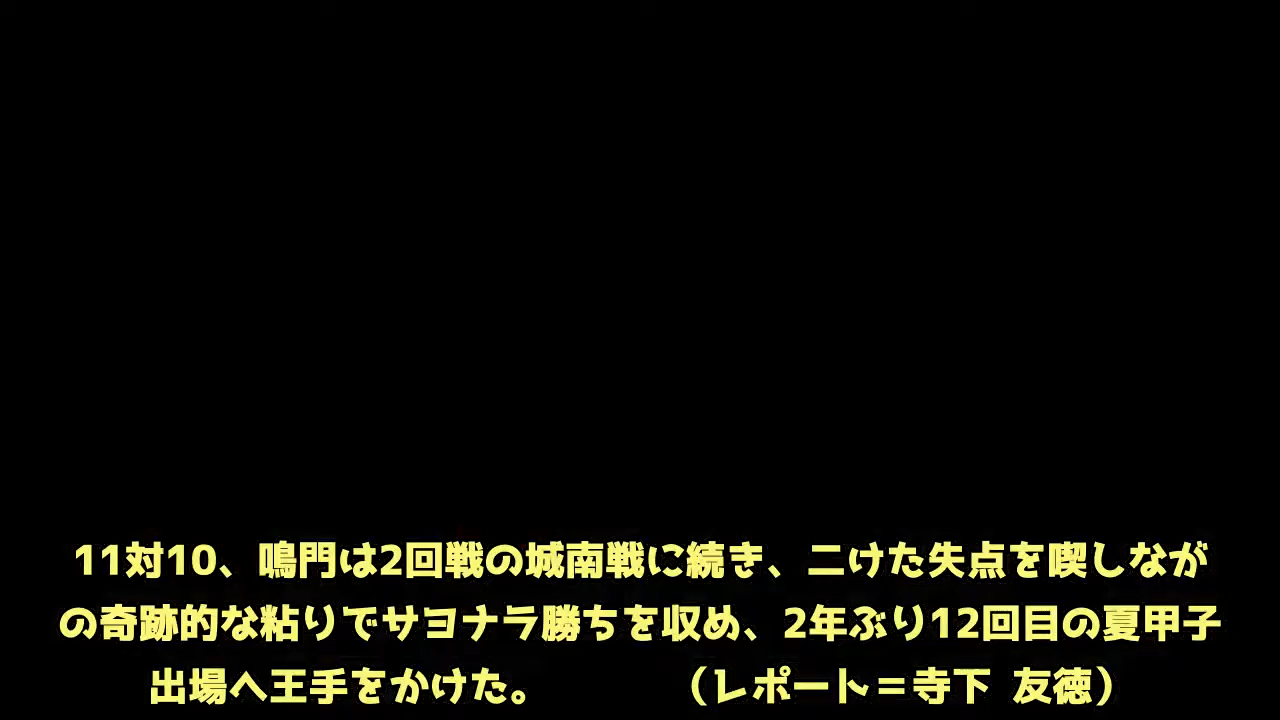 11対10、鳴門は2回戦の城南戦に続き、二けた失点を喫しなが
の奇跡的な粘りでサヨナラ勝ちを収め、2年ぶり12回目の夏甲子
出場へ王手をかけた。　　　（レポート＝寺下 友徳）